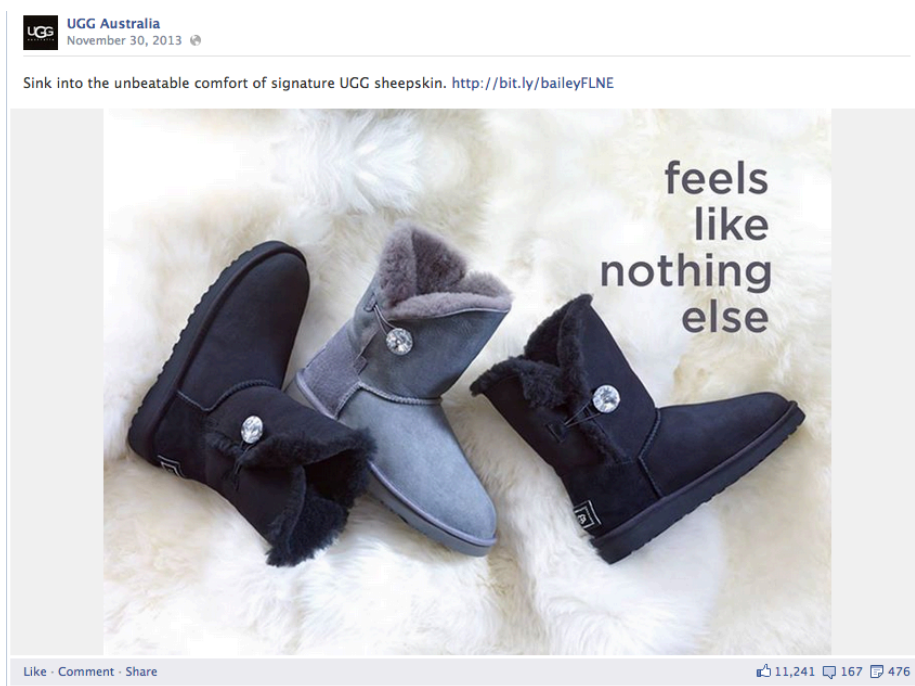 UGG
UGG Australia
November 30, 2013
Sink into the unbeatable comfort of signature UGG sheepskin. http://bit.ly/baileyFLNE
feels
like
nothing
else
Like · Comment · Share
11,241 167 476